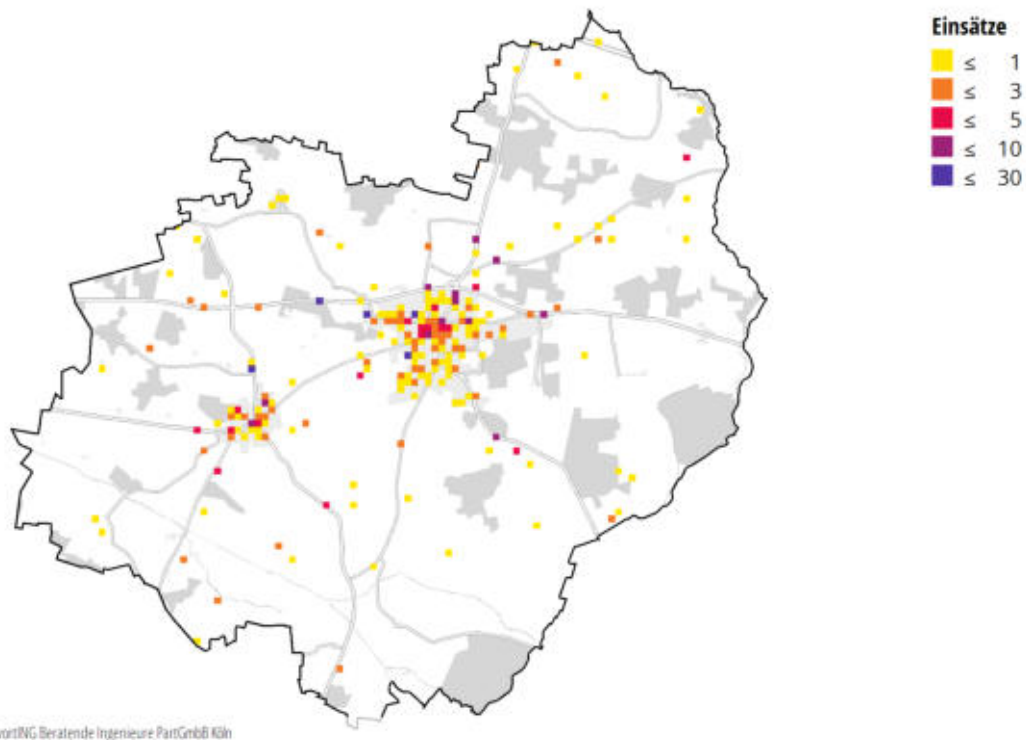 Einsätze
≤ 1
≤ 3
≤ 5
≤ 10
≤ 30
Beratende Ingenieure PartGmbB Köln